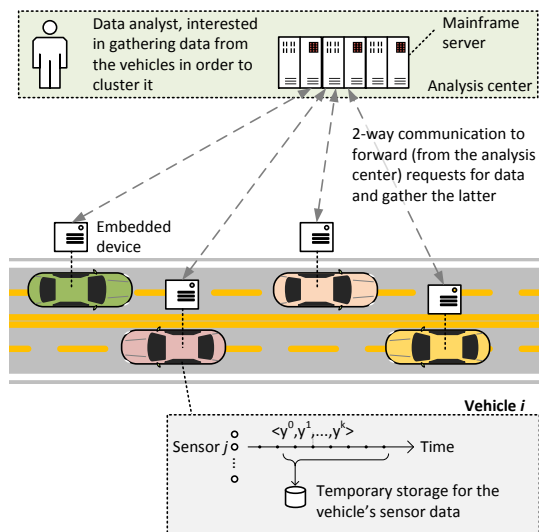 Data analyst, interested
in gathering data from
the vehicles in order to
cluster it
Mainframe
server
Analysis center
2-way communication to
forward (from the analysis
center) requests for data
and gather the latter
Embedded
device
Vehicle i
<y⁰,y¹,...,yᵏ>
Sensor j
Time
Temporary storage for the
vehicle's sensor data